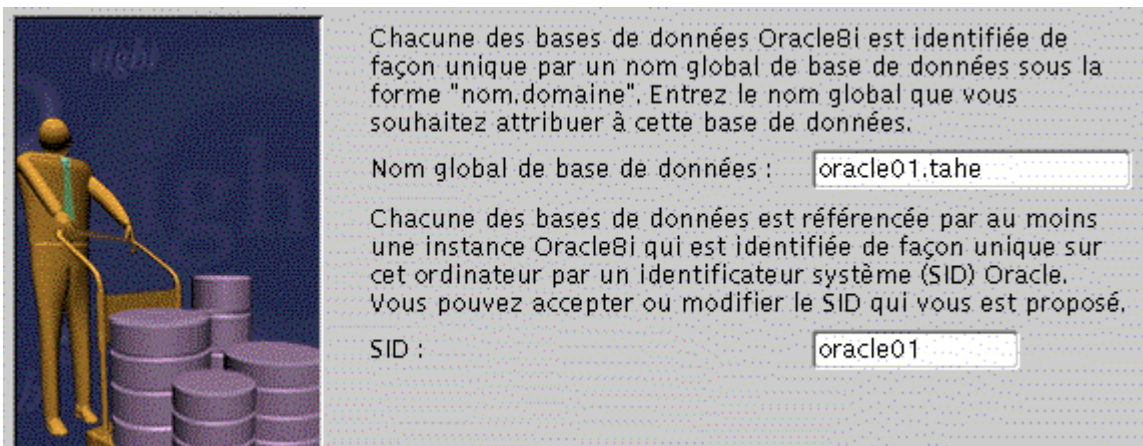 Chacune des bases de données Oracle8i est identifiée de
façon unique par un nom global de base de données sous la
forme "nom.domaine". Entrez le nom global que vous
souhaitez attribuer à cette base de données.
Nom global de base de données : oracle01.tahe
Chacune des bases de données est référencée par au moins
une instance Oracle8i qui est identifiée de façon unique sur
cet ordinateur par un identificateur système (SID) Oracle.
Vous pouvez accepter ou modifier le SID qui vous est proposé.
SID : oracle01